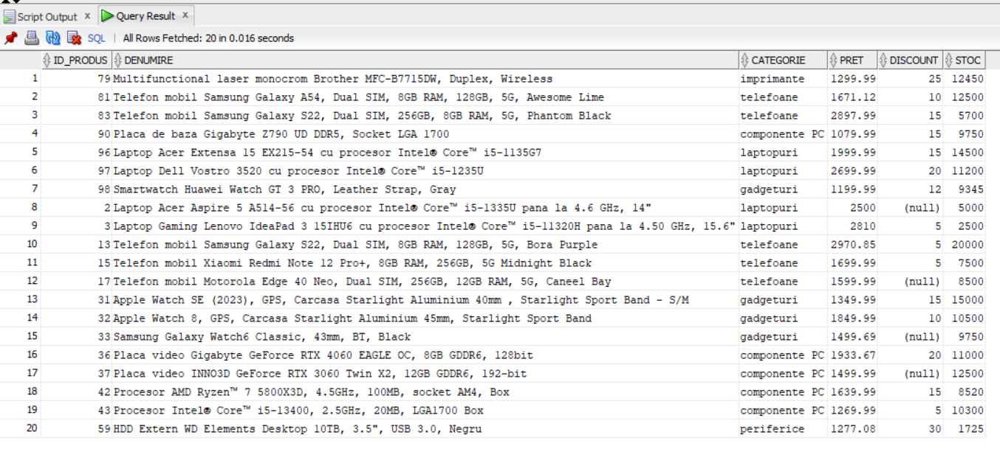 Script Output x Query Result x
SQL | All Rows Fetched: 20 in 0.016 seconds
ID_PRODUS DENUMIRE CATEGORIE PRET DISCOUNT STOC
1 79 Multifunctional laser monocrom Brother MFC-B7715DW, Duplex, Wireless imprimante 1299.99 25 12450
2 81 Telefon mobil Samsung Galaxy A54, Dual SIM, 8GB RAM, 128GB, 5G, Awesome Lime telefoane 1671.12 10 12500
3 83 Telefon mobil Samsung Galaxy S22, Dual SIM, 256GB, 8GB RAM, 5G, Phantom Black telefoane 2897.99 15 5700
4 90 Placa de baza Gigabyte Z790 UD DDR5, Socket LGA 1700 componente PC 1079.99 15 9750
5 96 Laptop Acer Extensa 15 EX215-54 cu procesor Intel® Core™ i5-1135G7 laptopuri 1999.99 15 14500
6 97 Laptop Dell Vostro 3520 cu procesor Intel® Core™ i5-1235U laptopuri 2699.99 20 11200
7 98 Smartwatch Huawei Watch GT 3 PRO, Leather Strap, Gray gadgeturi 1199.99 12 9345
8 2 Laptop Acer Aspire 5 A514-56 cu procesor Intel® Core™ i5-1335U pana la 4.6 GHz, 14" laptopuri 2500 (null) 5000
9 3 Laptop Gaming Lenovo IdeaPad 3 15IHU6 cu procesor Intel® Core™ i5-11320H pana la 4.50 GHz, 15.6" laptopuri 2810 5 2500
10 13 Telefon mobil Samsung Galaxy S22, Dual SIM, 8GB RAM, 128GB, 5G, Bora Purple telefoane 2970.85 5 20000
11 15 Telefon mobil Xiaomi Redmi Note 12 Pro+, 8GB RAM, 256GB, 5G Midnight Black telefoane 1699.99 5 7500
12 17 Telefon mobil Motorola Edge 40 Neo, Dual SIM, 256GB, 12GB RAM, 5G, Caneel Bay telefoane 1599.99 (null) 8500
13 31 Apple Watch SE (2023), GPS, Carcasa Starlight Aluminium 40mm , Starlight Sport Band - S/M gadgeturi 1349.99 15 15000
14 32 Apple Watch 8, GPS, Carcasa Starlight Aluminium 45mm, Starlight Sport Band gadgeturi 1849.99 10 10500
15 33 Samsung Galaxy Watch6 Classic, 43mm, BT, Black gadgeturi 1499.69 (null) 9750
16 36 Placa video Gigabyte GeForce RTX 4060 EAGLE OC, 8GB GDDR6, 128bit componente PC 1933.67 20 11000
17 37 Placa video INNO3D GeForce RTX 3060 Twin X2, 12GB GDDR6, 192-bit componente PC 1499.99 (null) 12500
18 42 Procesor AMD Ryzen™ 7 5800X3D, 4.5GHz, 100MB, socket AM4, Box componente PC 1639.99 15 8520
19 43 Procesor Intel® Core™ i5-13400, 2.5GHz, 20MB, LGA1700 Box componente PC 1269.99 5 10300
20 59 HDD Extern WD Elements Desktop 10TB, 3.5", USB 3.0, Negru periferice 1277.08 30 1725